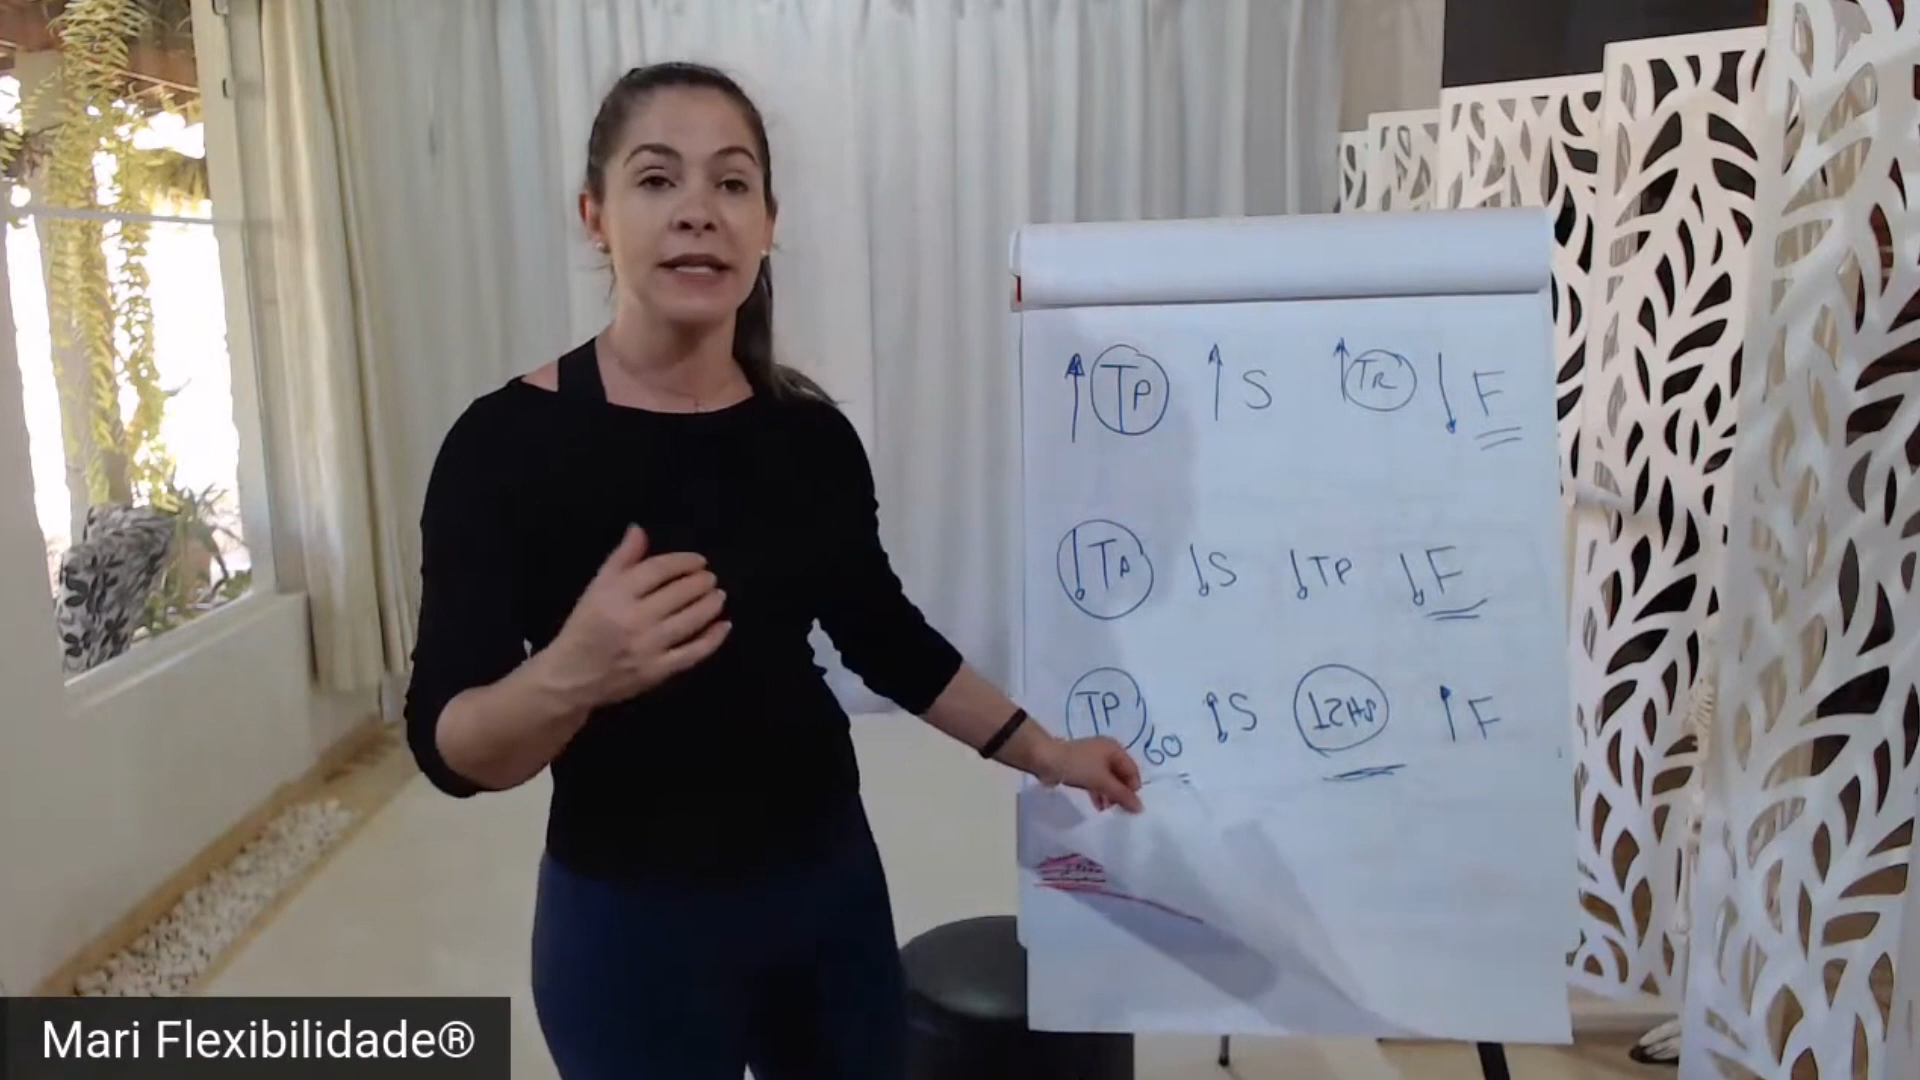 ↑ TP ↑ S ↑ TR ↓ F
↓ TA ↓ S ↓ TP ↓ F
TP 60 S ↑ F
Mari Flexibilidade®